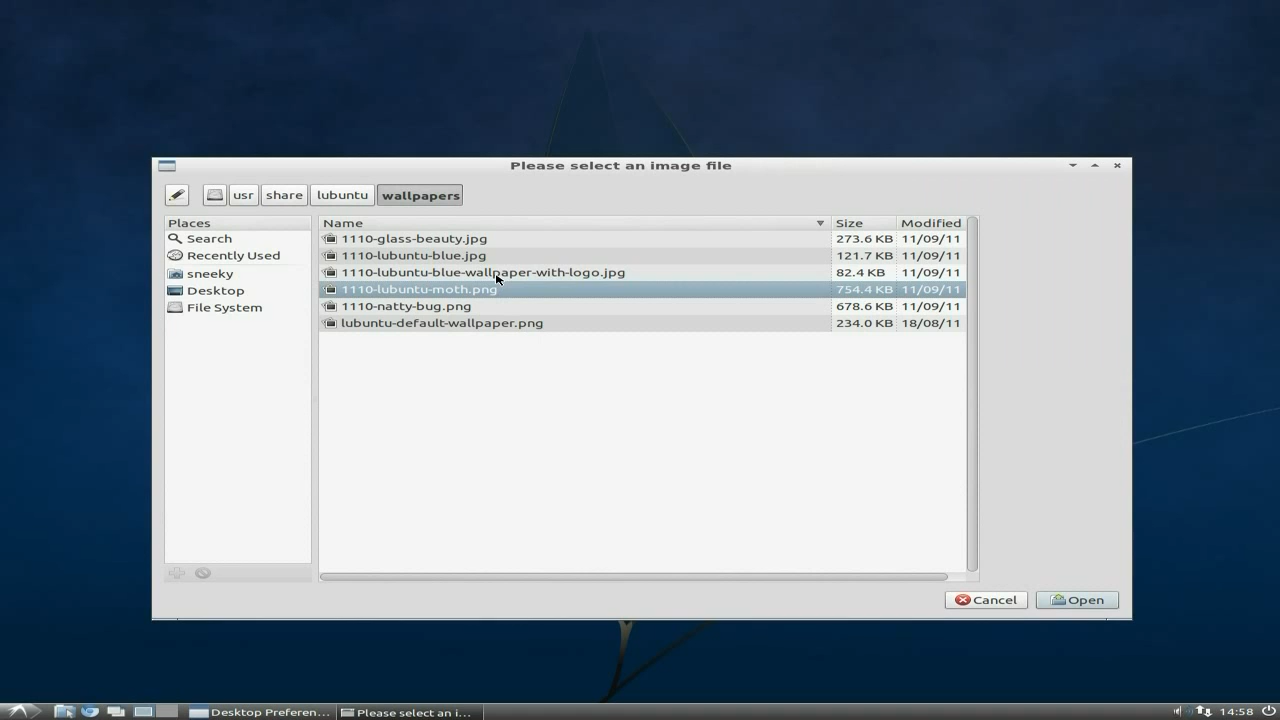 Please select an image file
usr share lubuntu wallpapers
Places
Search
Recently Used
sneeky
Desktop
File System
Name Size Modified
1110-glass-beauty.jpg 273.6 KB 11/09/11
1110-lubuntu-blue.jpg 121.7 KB 11/09/11
1110-lubuntu-blue-wallpaper-with-logo.jpg 82.4 KB 11/09/11
1110-lubuntu-moth.png 754.4 KB 11/09/11
1110-natty-bug.png 678.6 KB 11/09/11
lubuntu-default-wallpaper.png 234.0 KB 18/08/11
Cancel Open
Desktop Preferen... Please select an i... 14:58